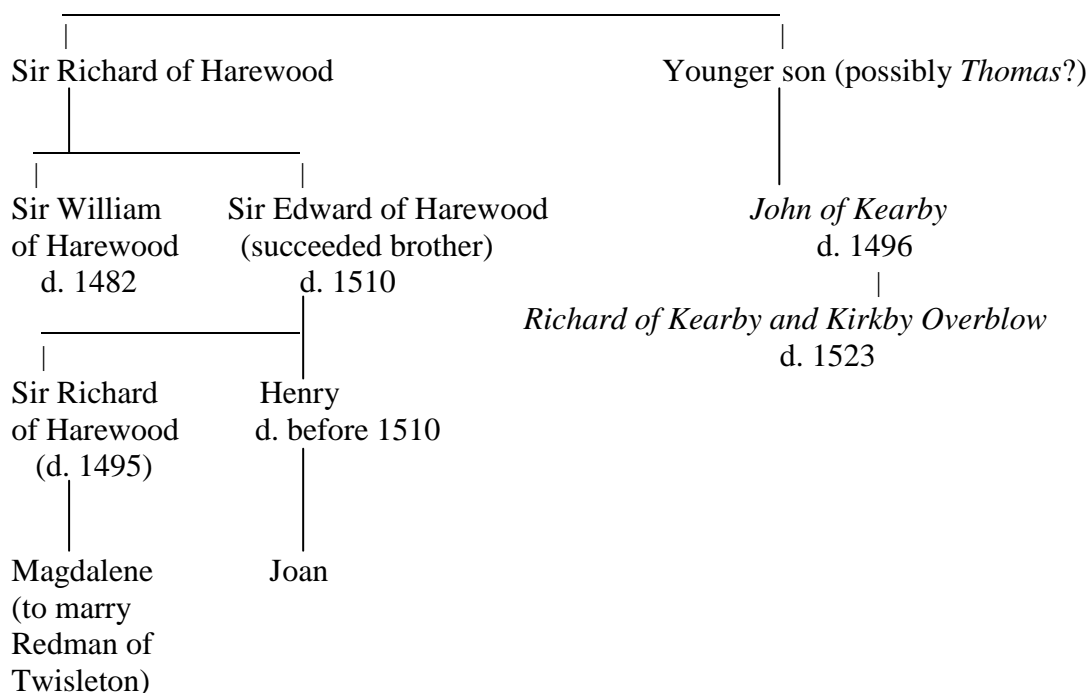 Sir Richard of Harewood Younger son (possibly Thomas?)
Sir William Sir Edward of Harewood John of Kearby
of Harewood (succeeded brother) d. 1496
d. 1482 d. 1510
Richard of Kearby and Kirkby Overblow
d. 1523
Sir Richard Henry
of Harewood d. before 1510
(d. 1495)
Magdalene Joan
(to marry
Redman of
Twisleton)